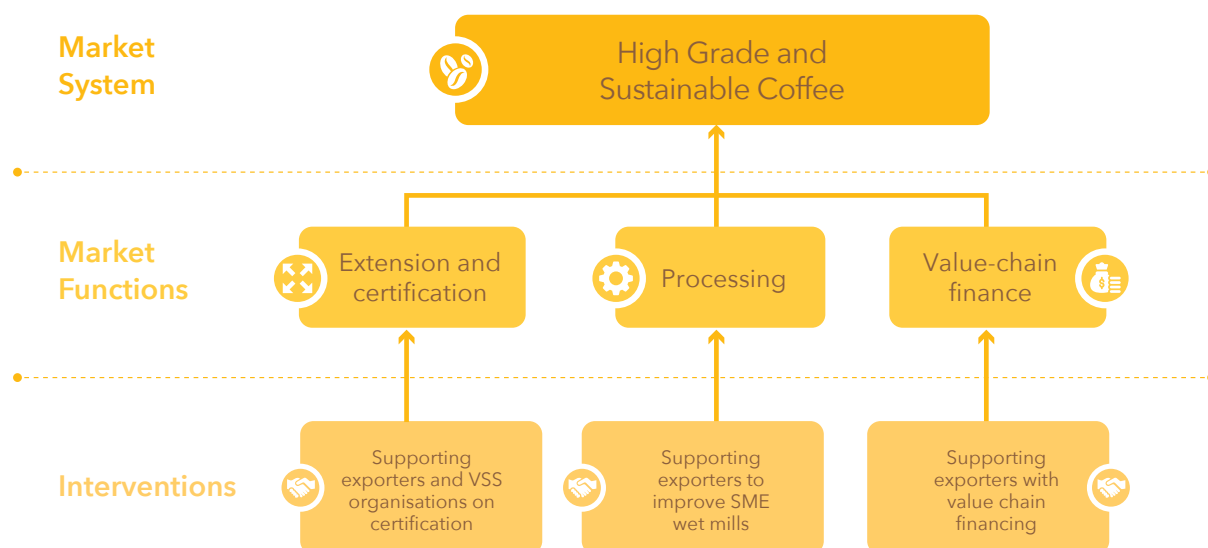 Market
System
High Grade and
Sustainable Coffee
Market
Functions
Extension and
certification
Processing
Value-chain
finance
Interventions
Supporting
exporters and VSS
organisations on
certification
Supporting
exporters to
improve SME
wet mills
Supporting
exporters with
value chain
financing